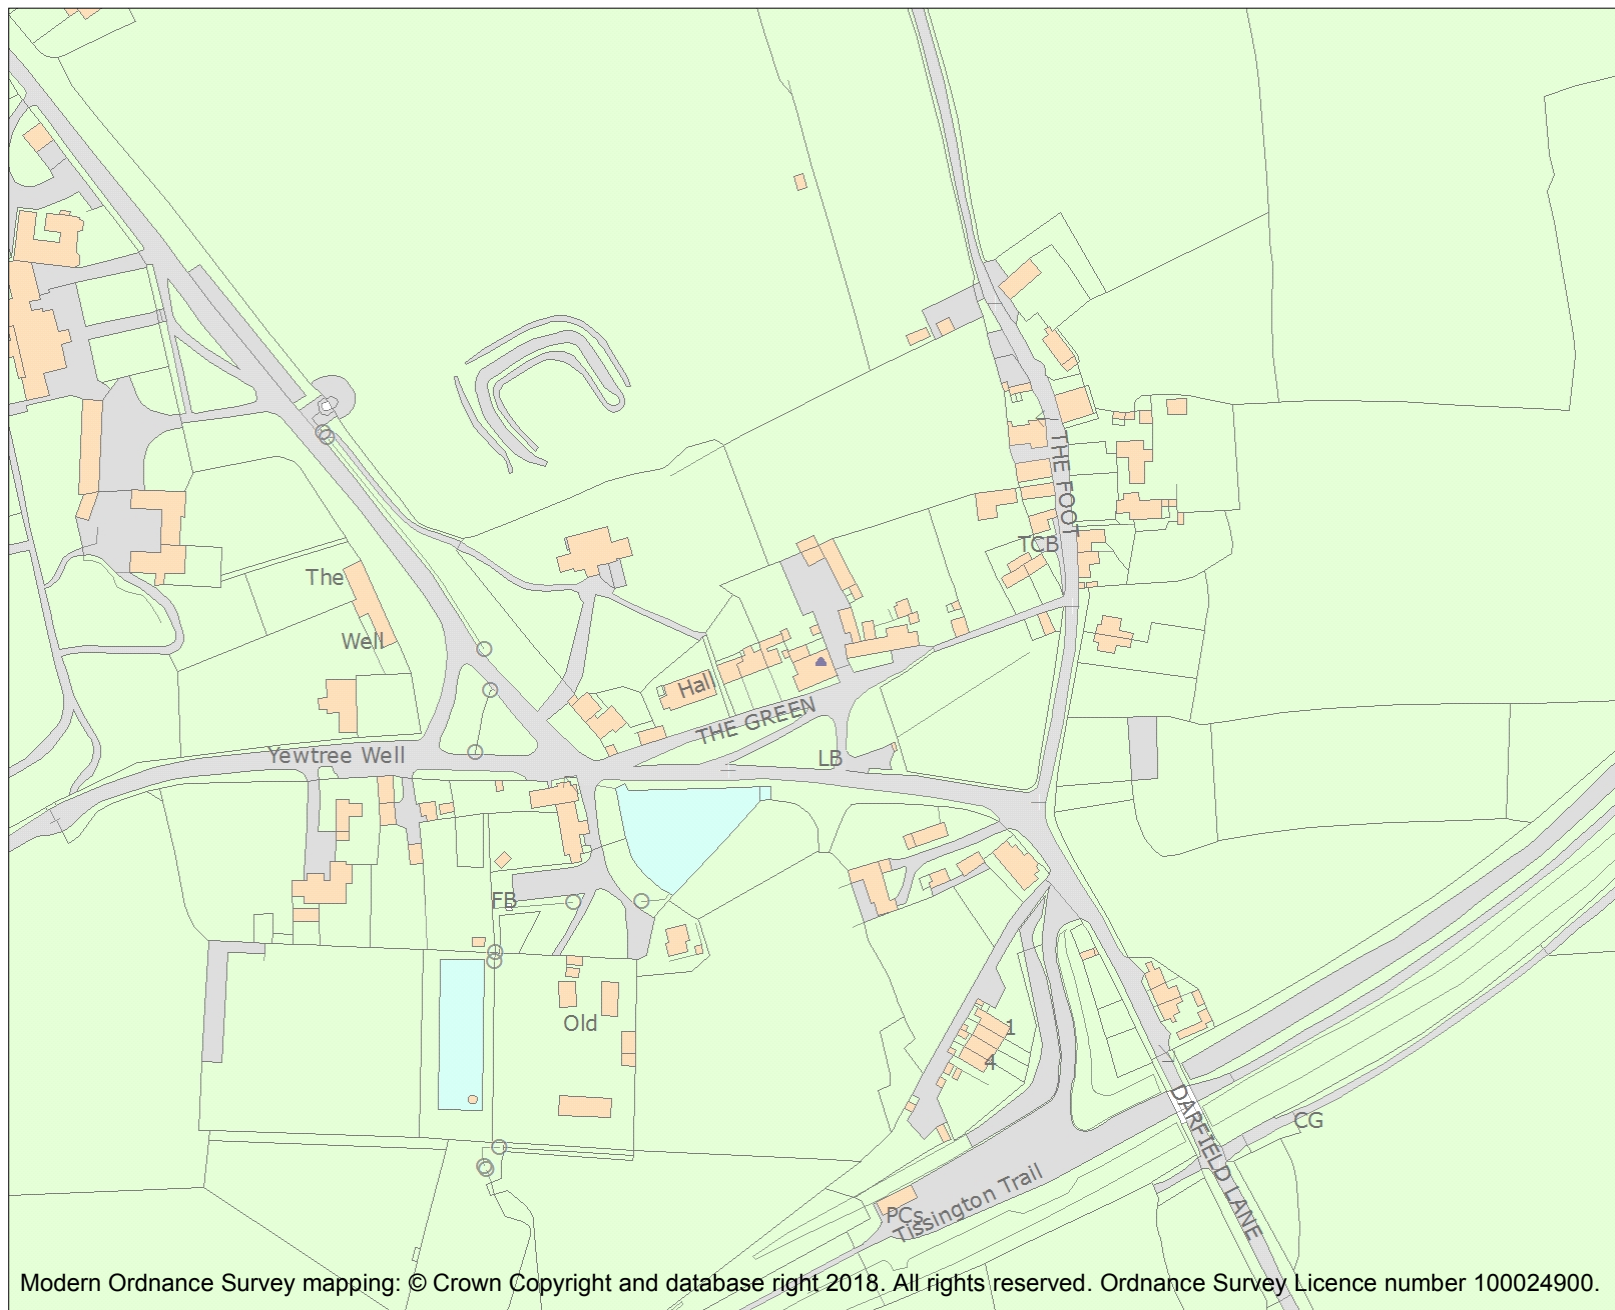 THE FOOT
TCB
The
Well
Hall
THE GREEN
Yewtree Well
LB
FB
Old
1
4
DARFIELD LANE
CG
Tissington Trail
PCs
Modern Ordnance Survey mapping: © Crown Copyright and database right 2018. All rights reserved. Ordnance Survey Licence number 100024900.